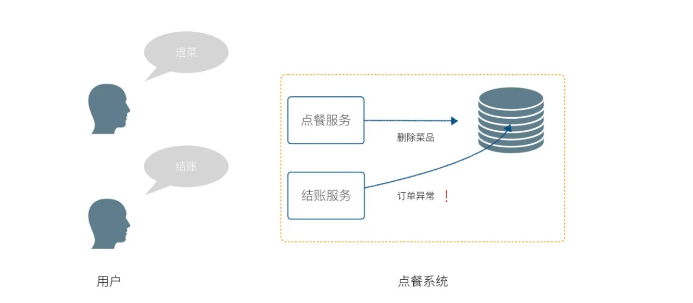 退菜
点餐服务
删除菜品
结账
结账服务
订单异常！
用户
点餐系统